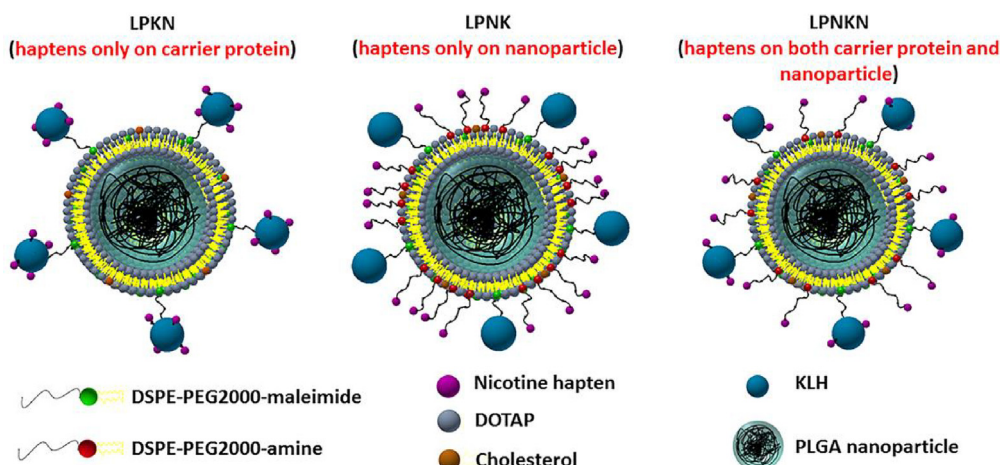 LPKN
(haptens only on carrier protein)
LPNK
(haptens only on nanoparticle)
LPNKN
(haptens on both carrier protein and
nanoparticle)
DSPE-PEG2000-maleimide
DSPE-PEG2000-amine
Nicotine hapten
DOTAP
Cholesterol
KLH
PLGA nanoparticle